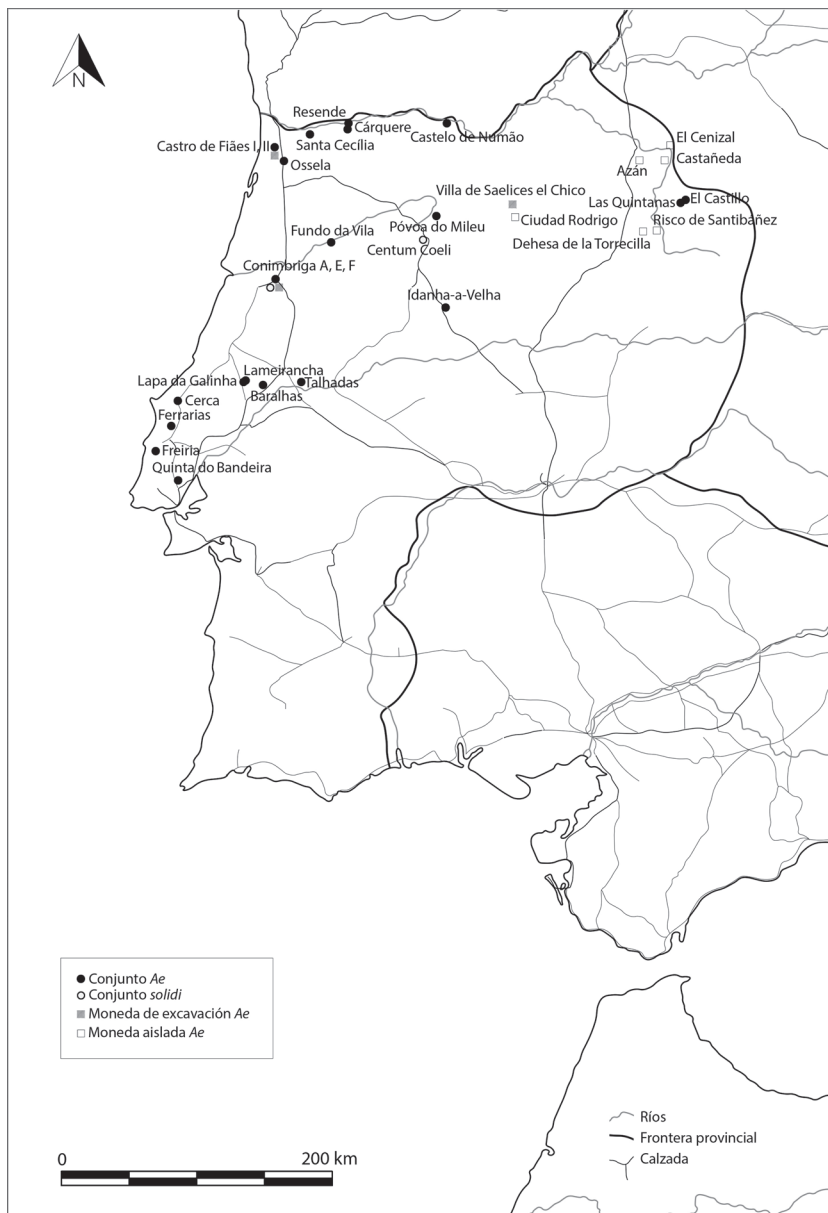 N
Resende
Cárquere
Santa Cecília
Castelo de Numão
El Cenizal
Castro de Fiães I, II
Ossela
Azán
Castañeda
Villa de Saelices el Chico
Las Quintanas
El Castillo
Ciudad Rodrigo
Risco de Santibáñez
Fundo da Vila
Póvoa do Mileu
Centum Coeli
Dehesa de la Torrecilla
Conimbriga A, E, F
Idanha-a-Velha
Lameirancha
Lapa da Galinha
Talhadas
Baralhas
Cerca
Ferrarias
Freiria
Quinta do Bandeira
Conjunto Ae
Conjunto solidi
Moneda de excavación Ae
Moneda aislada Ae
Ríos
Frontera provincial
Calzada
0 200 km